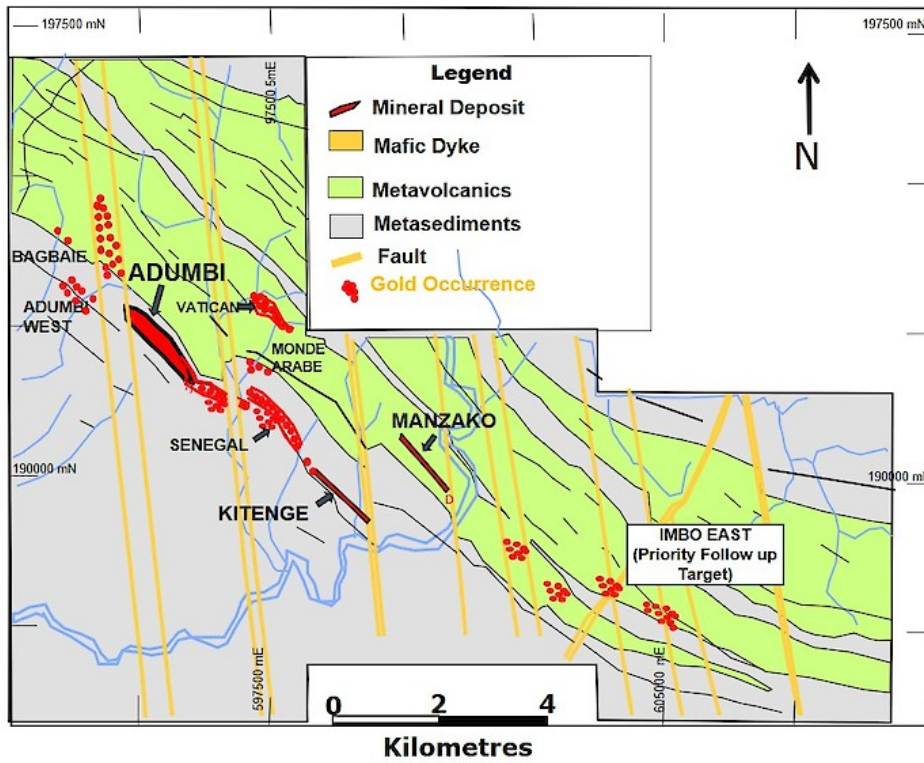 197500 mN
197500 mN
97500.5mE
Legend
Mineral Deposit
Mafic Dyke
Metavolcanics
Metasediments
Fault
Gold Occurrence
N
BAGBAIE
ADUMBI
ADUMBI
WEST
VATICAN
MONDE
ARABE
MANZAKO
SENEGAL
190000 mN
190000 mN
D
KITENGE
IMBO EAST
(Priority Follow up
Target)
597500 mE
605000 mE
0 2 4
Kilometres